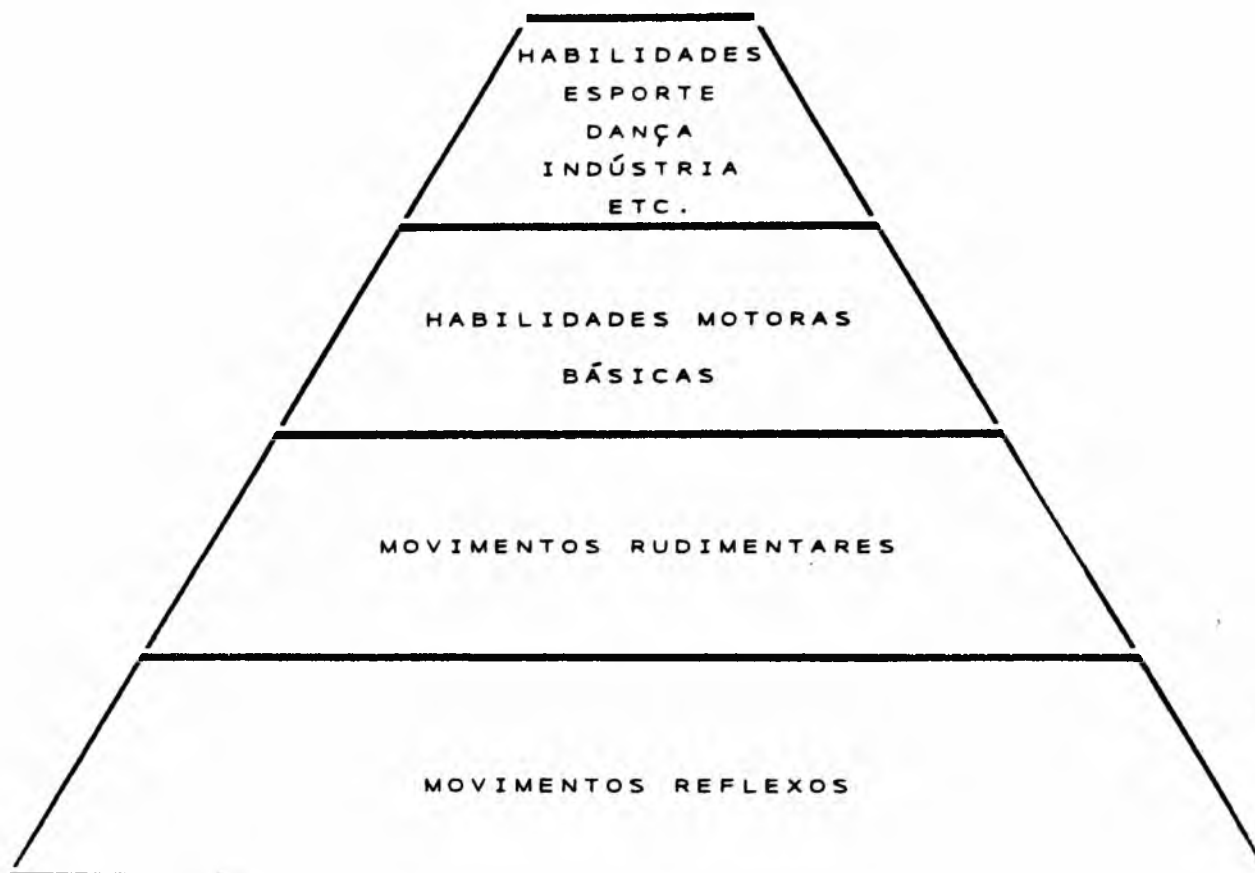 HABILIDADES
ESPORTE
DANÇA
INDÚSTRIA
ETC.
HABILIDADES MOTORAS
BÁSICAS
MOVIMENTOS RUDIMENTARES
MOVIMENTOS REFLEXOS